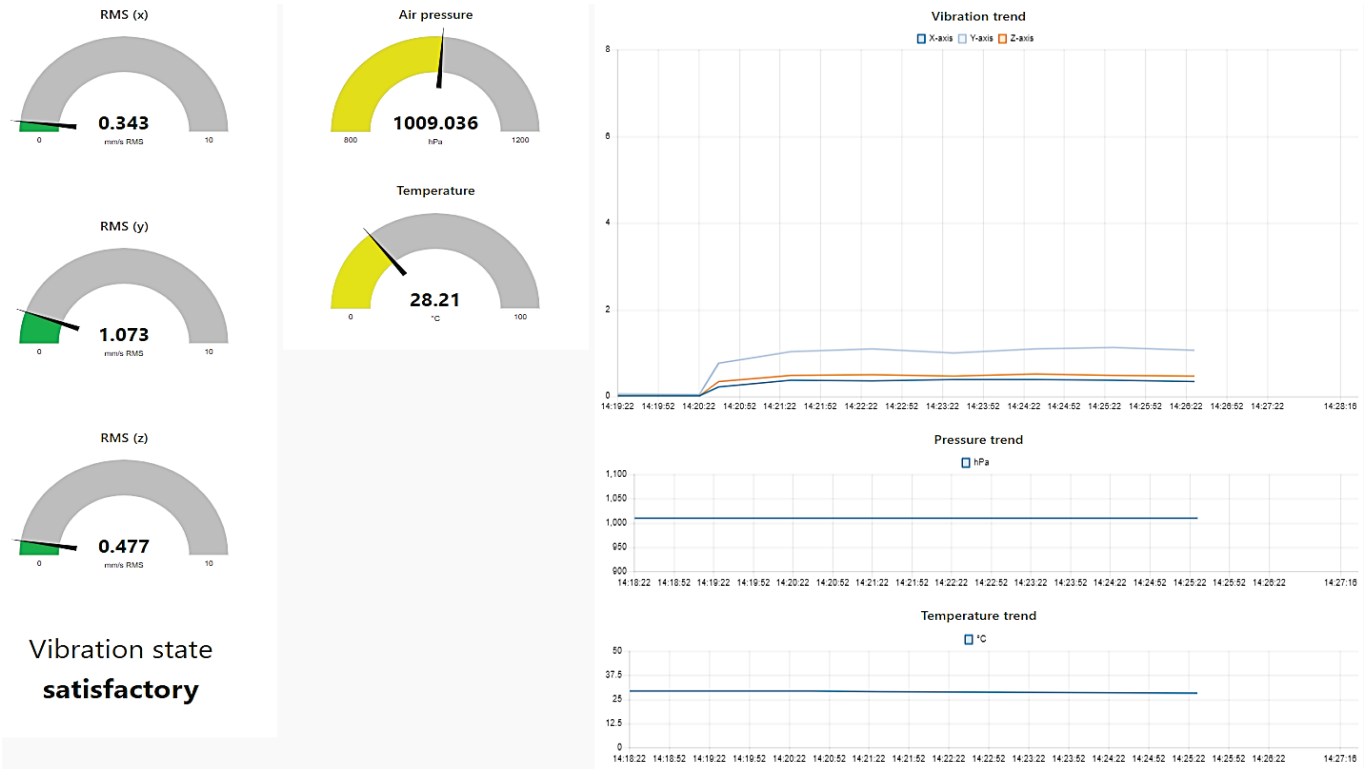 RMS (x)
0.343
0 mm/s RMS 10
RMS (y)
1.073
0 mm/s RMS 10
RMS (z)
0.477
0 mm/s RMS 10
Vibration state
satisfactory
Air pressure
1009.036
800 hPa 1200
Temperature
28.21
0 °C 100
Vibration trend
X-axis Y-axis Z-axis
8
6
4
2
0
14:19:22 14:19:52 14:20:22 14:20:52 14:21:22 14:21:52 14:22:22 14:22:52 14:23:22 14:23:52 14:24:22 14:24:52 14:25:22 14:25:52 14:26:22 14:26:52 14:27:22 14:28:16
Pressure trend
hPa
1,100
1,050
1,000
950
900
14:18:22 14:18:52 14:19:22 14:19:52 14:20:22 14:20:52 14:21:22 14:21:52 14:22:22 14:22:52 14:23:22 14:23:52 14:24:22 14:24:52 14:25:22 14:25:52 14:26:22 14:27:16
Temperature trend
°C
50
37.5
25
12.5
0
14:18:22 14:18:52 14:19:22 14:19:52 14:20:22 14:20:52 14:21:22 14:21:52 14:22:22 14:22:52 14:23:22 14:23:52 14:24:22 14:24:52 14:25:22 14:25:52 14:26:22 14:27:16